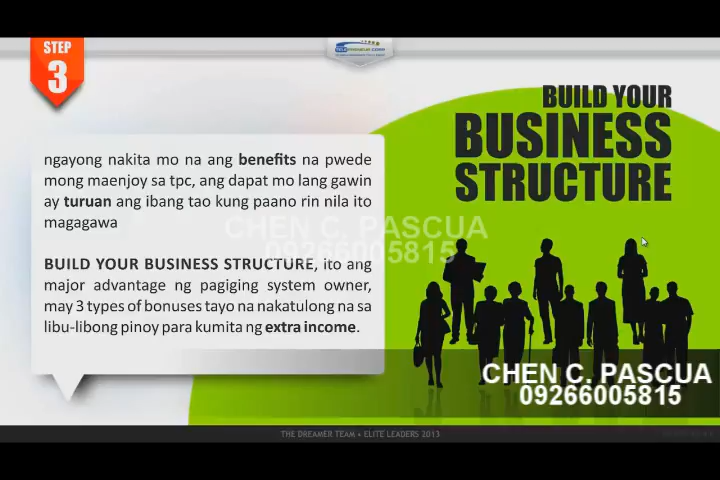 STEP
3
BUILD YOUR
BUSINESS
STRUCTURE
ngayong nakita mo na ang benefits na pwede
mong maenjoy sa tpc, ang dapat mo lang gawin
ay turuan ang ibang tao kung paano rin nila ito
magagawa
CHEN C. PASCUA
09266005815
BUILD YOUR BUSINESS STRUCTURE, ito ang
major advantage ng pagiging system owner,
may 3 types of bonuses tayo na nakatulong na sa
libu-libong pinoy para kumita ng extra income.
CHEN C. PASCUA
09266005815
THE DREAMER TEAM • ELITE LEADERS 2013